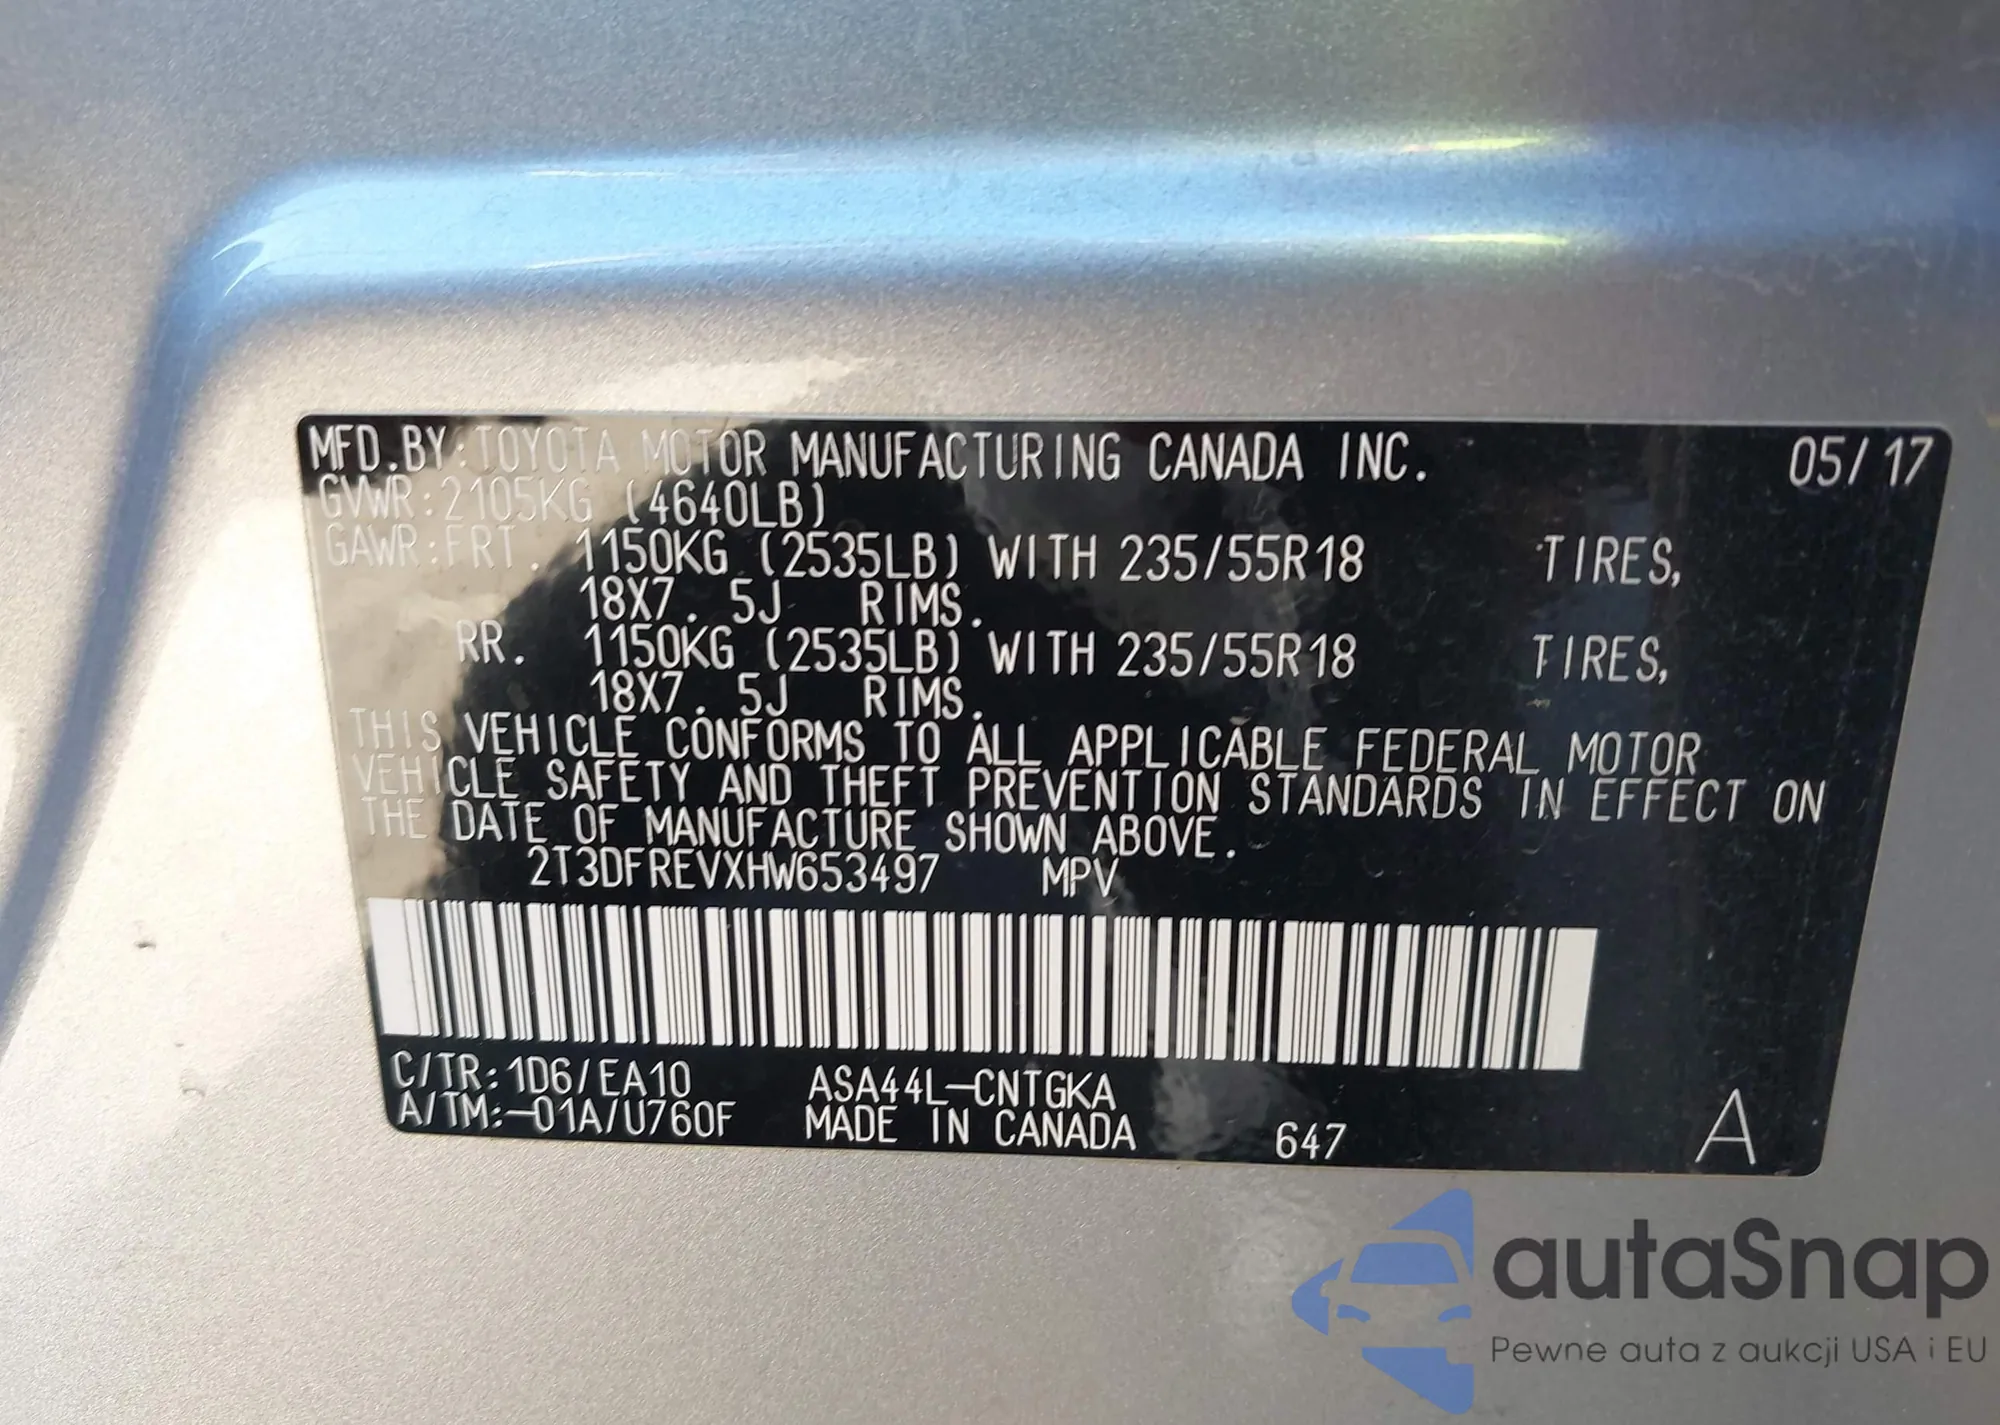 MFD.BY:TOYOTA MOTOR MANUFACTURING CANADA INC. 05/17
GVWR:2105KG (4640LB)
GAWR:FRT. 1150KG (2535LB) WITH 235/55R18 TIRES,
18X7.5J RIMS.
RR. 1150KG (2535LB) WITH 235/55R18 TIRES,
18X7.5J RIMS.
THIS VEHICLE CONFORMS TO ALL APPLICABLE FEDERAL MOTOR
VEHICLE SAFETY AND THEFT PREVENTION STANDARDS IN EFFECT ON
THE DATE OF MANUFACTURE SHOWN ABOVE.
2T3DFREVXHW653497 MPV
C/TR:1D6/EA10 ASA44L-CNTGKA
A/TM:-01A/U760F MADE IN CANADA 647 A
autaSnap
Pewne auta z aukcji USA i EU